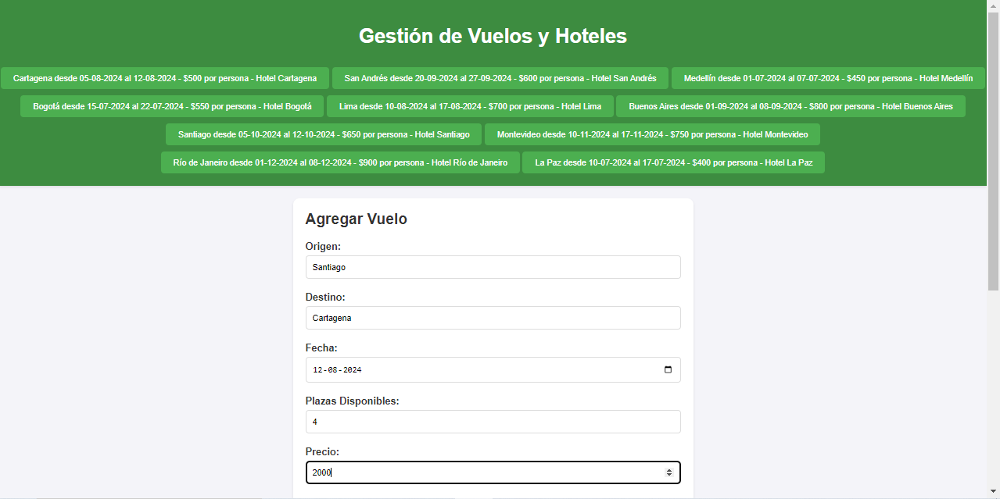 Gestión de Vuelos y Hoteles
Cartagena desde 05-08-2024 al 12-08-2024 - $500 por persona - Hotel Cartagena
San Andrés desde 20-09-2024 al 27-09-2024 - $600 por persona - Hotel San Andrés
Medellín desde 01-07-2024 al 07-07-2024 - $450 por persona - Hotel Medellín
Bogotá desde 15-07-2024 al 22-07-2024 - $550 por persona - Hotel Bogotá
Lima desde 10-08-2024 al 17-08-2024 - $700 por persona - Hotel Lima
Buenos Aires desde 01-09-2024 al 08-09-2024 - $800 por persona - Hotel Buenos Aires
Santiago desde 05-10-2024 al 12-10-2024 - $650 por persona - Hotel Santiago
Montevideo desde 10-11-2024 al 17-11-2024 - $750 por persona - Hotel Montevideo
Río de Janeiro desde 01-12-2024 al 08-12-2024 - $900 por persona - Hotel Río de Janeiro
La Paz desde 10-07-2024 al 17-07-2024 - $400 por persona - Hotel La Paz
Agregar Vuelo
Origen:
Santiago
Destino:
Cartagena
Fecha:
12-08-2024
Plazas Disponibles:
4
Precio:
2000